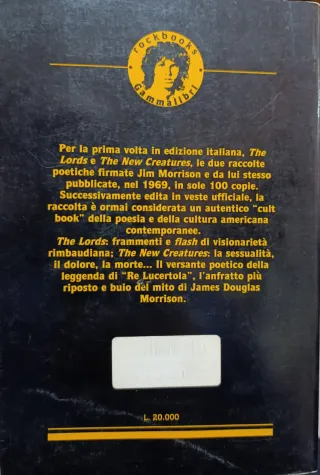 rockbooks
Gammalibri
Per la prima volta in edizione italiana, The
Lords e The New Creatures, le due raccolte
poetiche firmate Jim Morrison e da lui stesso
pubblicate, nel 1969, in sole 100 copie.
Successivamente edita in veste ufficiale, la
raccolta è ormai considerata un autentico "cult
book" della poesia e della cultura americana
contemporanee.
The Lords: frammenti e flash di visionarietà
rimbaudiana; The New Creatures: la sessualità,
il dolore, la morte... Il versante poetico della
leggenda di "Re Lucertola", l'anfratto più
riposto e buio del mito di James Douglas
Morrison.
L. 20.000